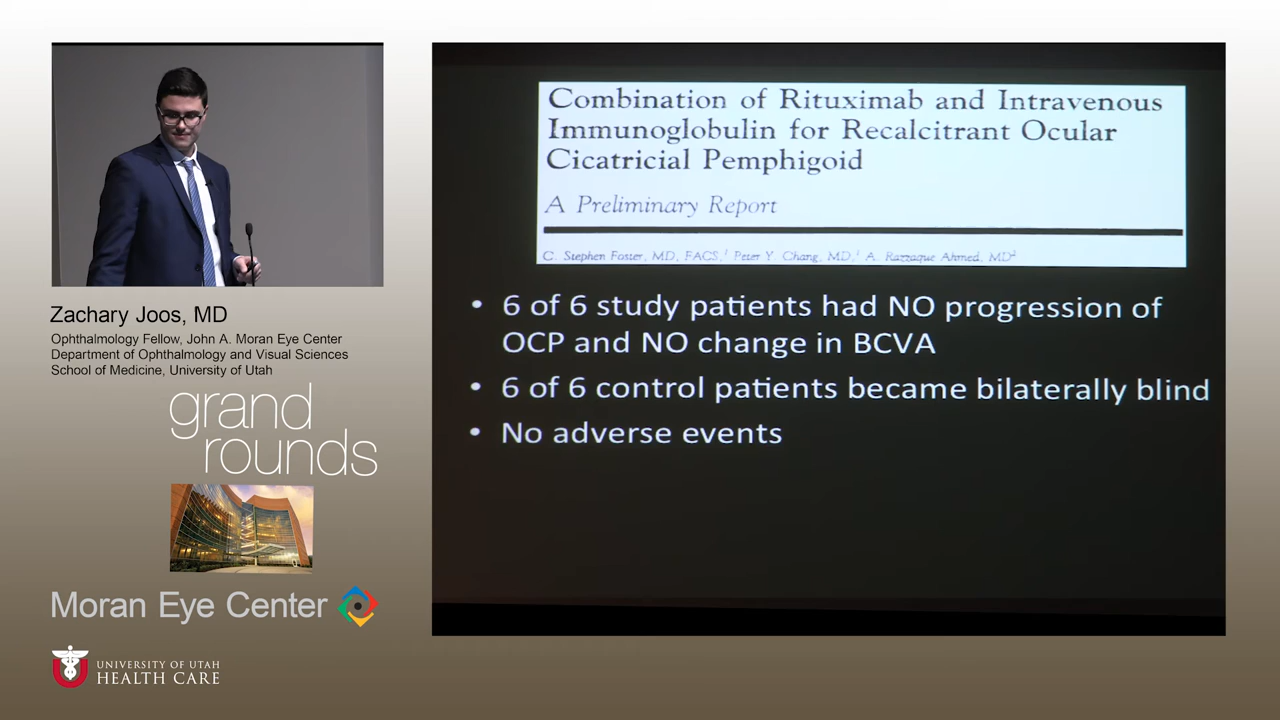 Combination of Rituximab and Intravenous
Immunoglobulin for Recalcitrant Ocular
Cicatricial Pemphigoid
A Preliminary Report
C. Stephen Foster, MD, FACS,¹ Peter Y. Chang, MD,¹ A. Razzaque Ahmed, MD²
• 6 of 6 study patients had NO progression of
OCP and NO change in BCVA
• 6 of 6 control patients became bilaterally blind
• No adverse events
Zachary Joos, MD
Ophthalmology Fellow, John A. Moran Eye Center
Department of Ophthalmology and Visual Sciences
School of Medicine, University of Utah
grand
rounds
Moran Eye Center
UNIVERSITY OF UTAH
HEALTH CARE